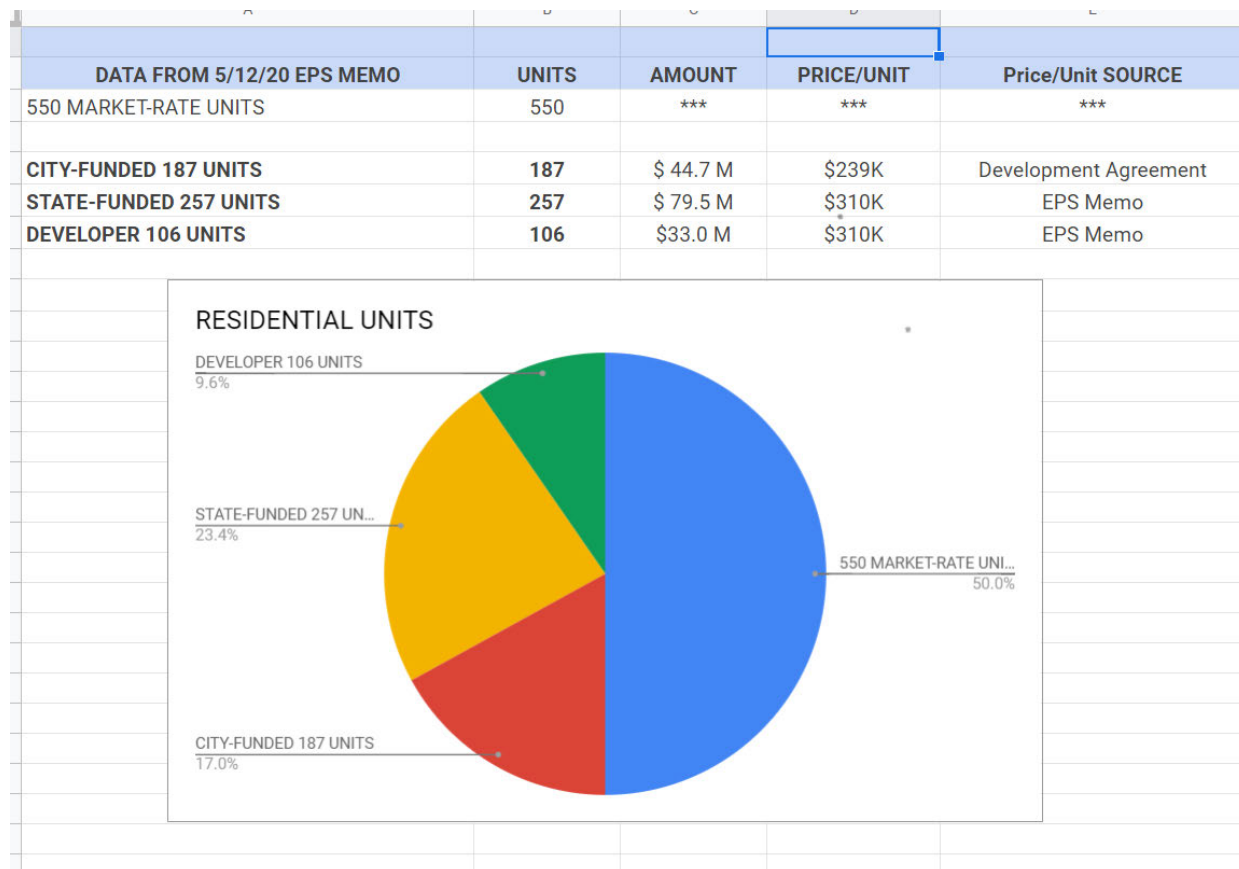 DATA FROM 5/12/20 EPS MEMO UNITS AMOUNT PRICE/UNIT Price/Unit SOURCE
550 MARKET-RATE UNITS 550 *** *** ***
CITY-FUNDED 187 UNITS 187 $ 44.7 M $239K Development Agreement
STATE-FUNDED 257 UNITS 257 $ 79.5 M $310K EPS Memo
DEVELOPER 106 UNITS 106 $33.0 M $310K EPS Memo
RESIDENTIAL UNITS
DEVELOPER 106 UNITS
9.6%
STATE-FUNDED 257 UN...
23.4%
550 MARKET-RATE UNI...
50.0%
CITY-FUNDED 187 UNITS
17.0%